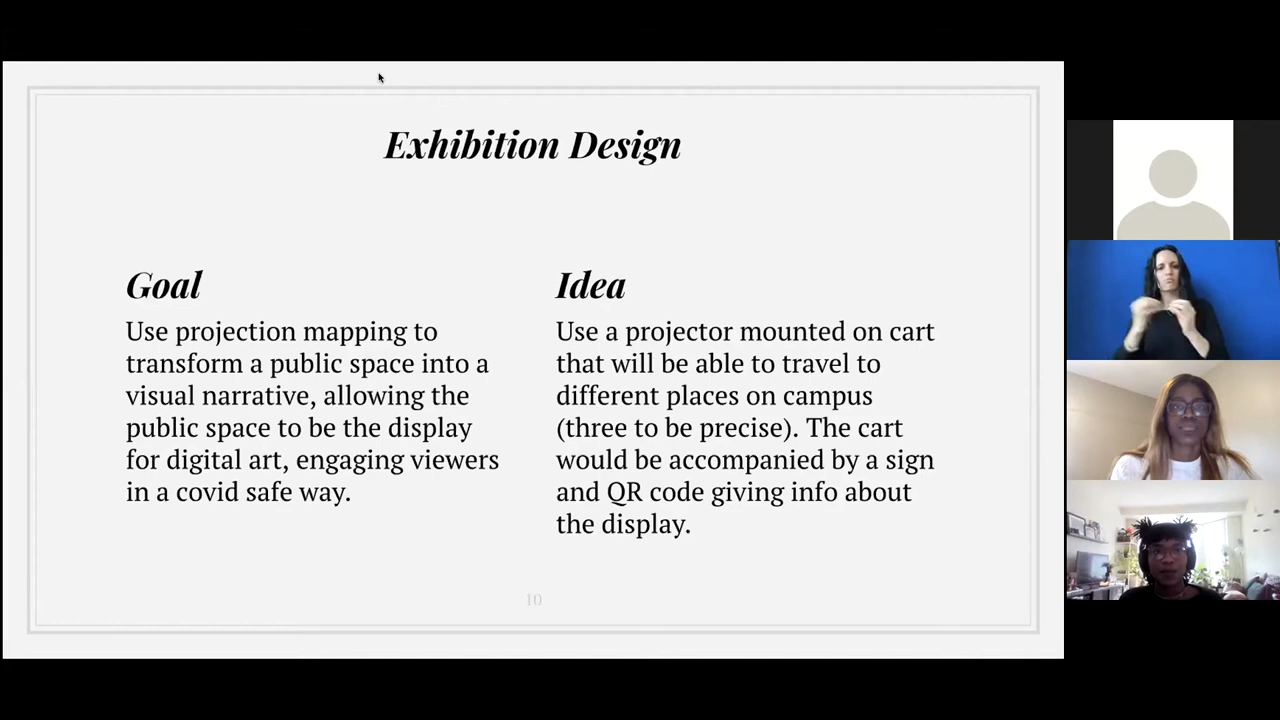 Exhibition Design
Goal
Use projection mapping to
transform a public space into a
visual narrative, allowing the
public space to be the display
for digital art, engaging viewers
in a covid safe way.
Idea
Use a projector mounted on cart
that will be able to travel to
different places on campus
(three to be precise). The cart
would be accompanied by a sign
and QR code giving info about
the display.
10